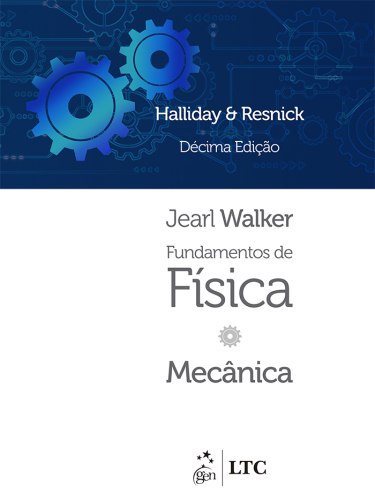 Halliday & Resnick
Décima Edição
Jearl Walker
Fundamentos de
Física
Mecânica
gen
LTC